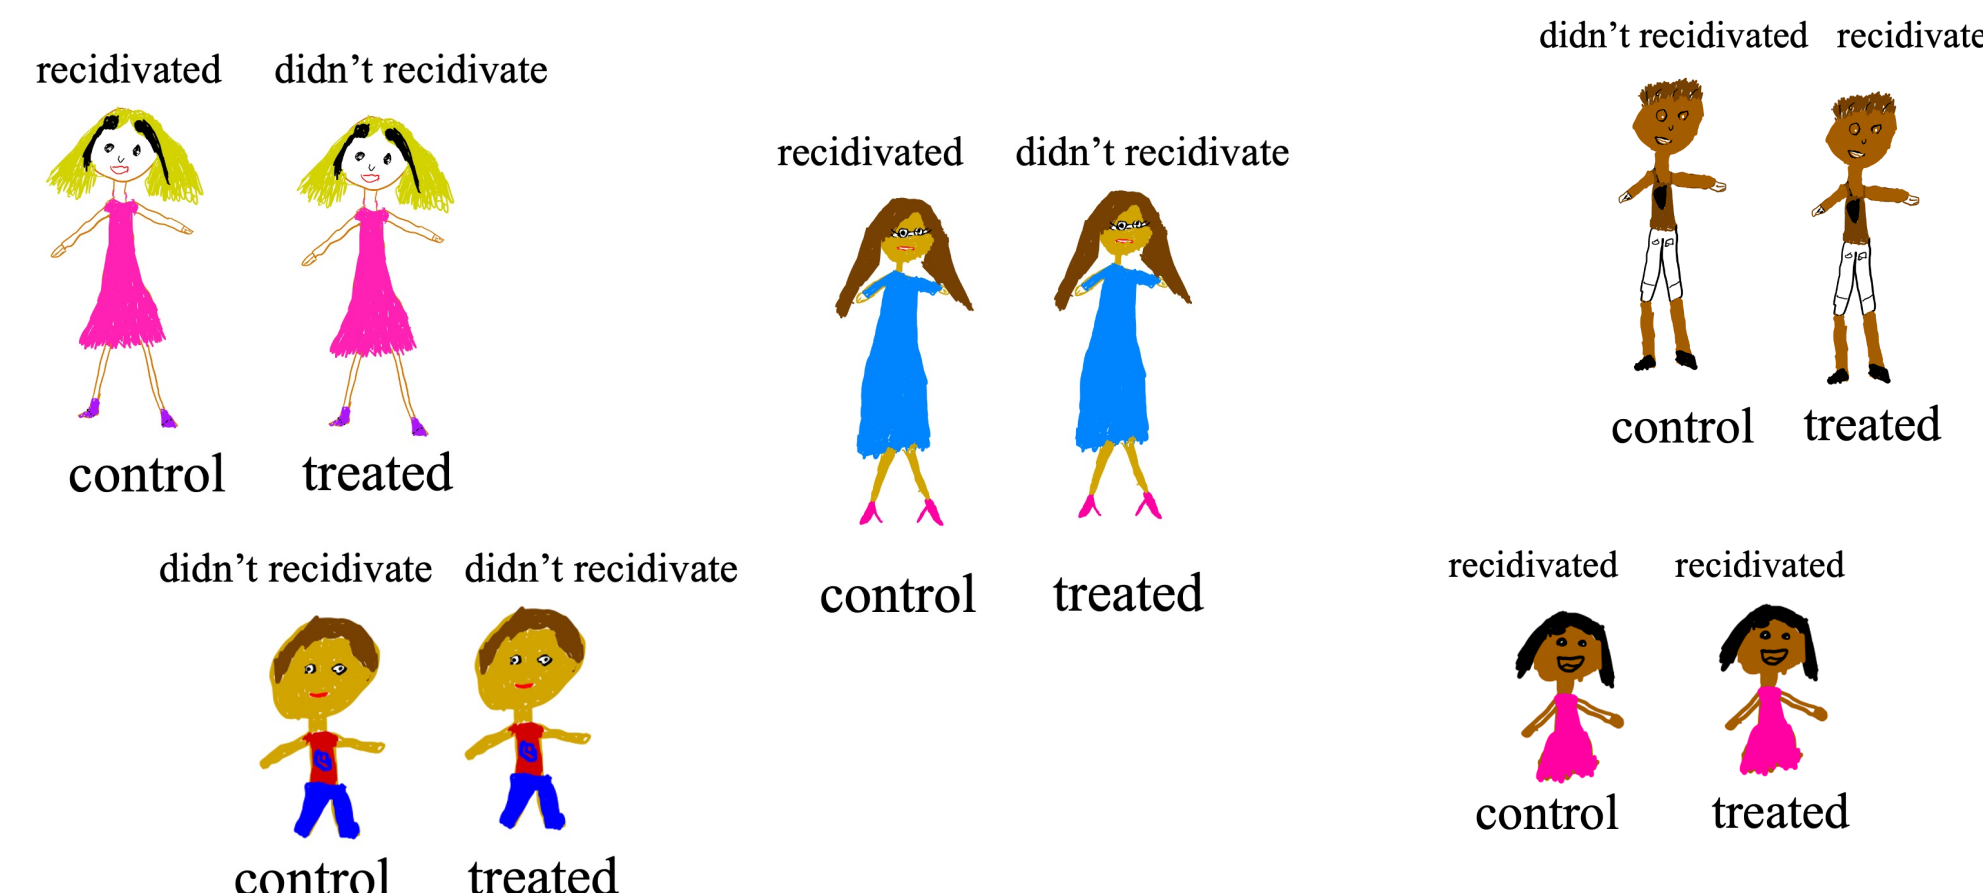 recidivated didn't recidivate
control treated
didn't recidivate didn't recidivate
control treated
recidivated didn't recidivate
control treated
didn't recidivated recidivate
control treated
recidivated recidivated
control treated